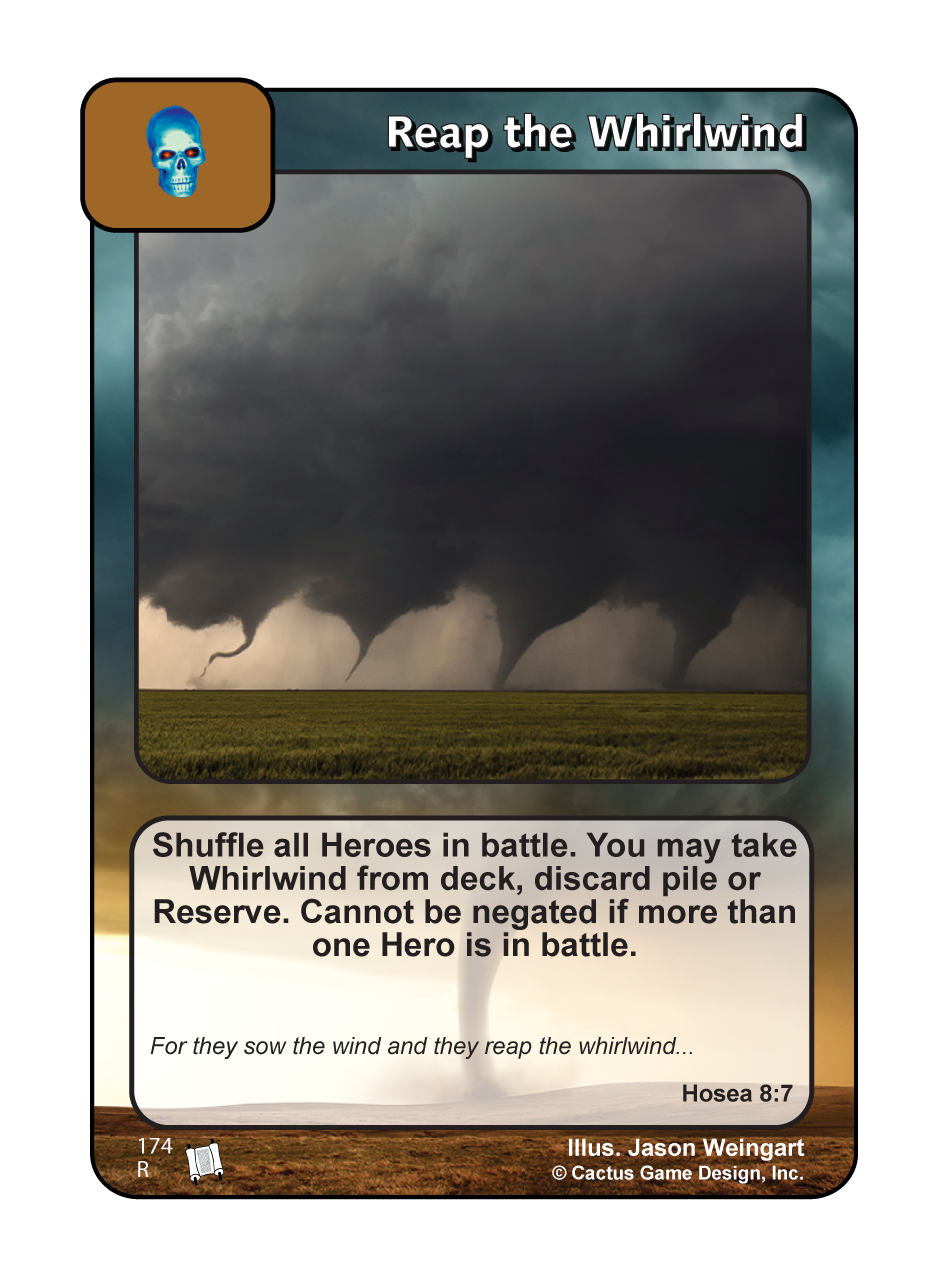 Reap the Whirlwind
Shuffle all Heroes in battle. You may take
Whirlwind from deck, discard pile or
Reserve. Cannot be negated if more than
one Hero is in battle.
For they sow the wind and they reap the whirlwind...
Hosea 8:7
174
R
Illus. Jason Weingart
© Cactus Game Design, Inc.